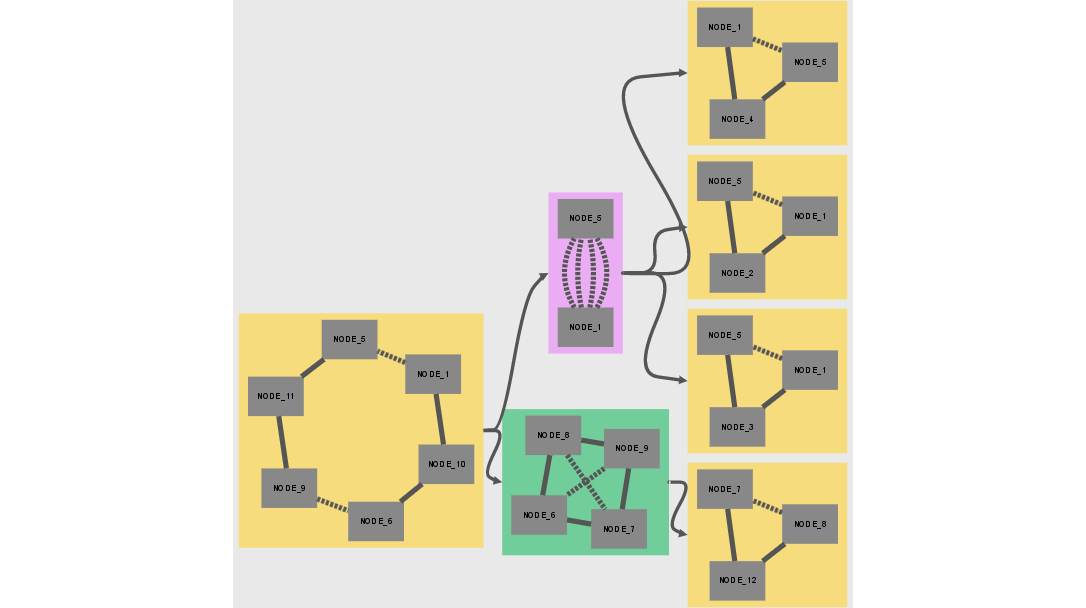 NODE_1
NODE_5
NODE_4
NODE_5
NODE_1
NODE_2
NODE_5
NODE_1
NODE_5
NODE_1
NODE_3
NODE_5
NODE_1
NODE_11
NODE_10
NODE_9
NODE_6
NODE_8
NODE_9
NODE_6
NODE_7
NODE_7
NODE_8
NODE_12